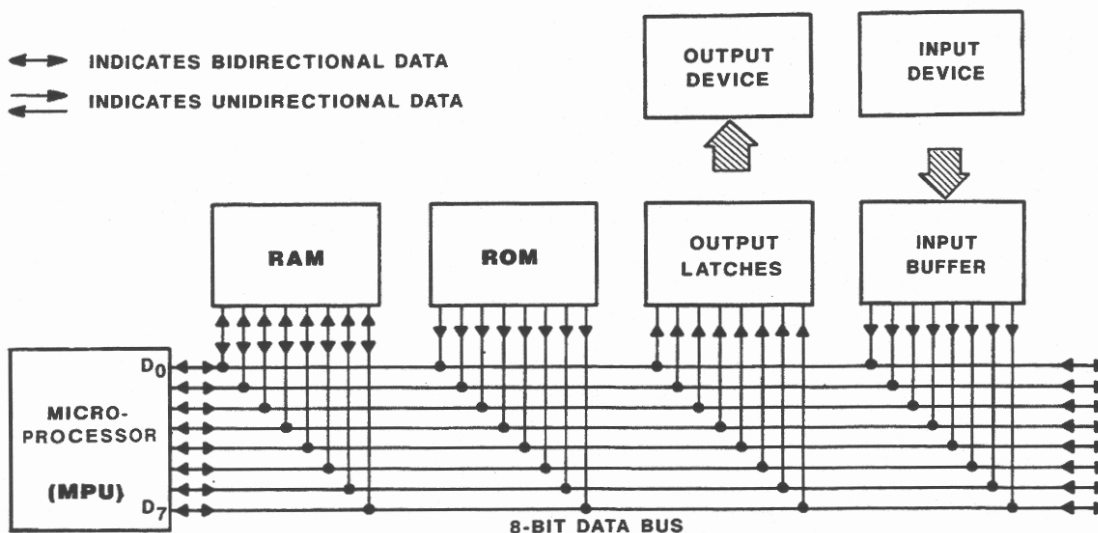 INDICATES BIDIRECTIONAL DATA
INDICATES UNIDIRECTIONAL DATA
OUTPUT
DEVICE
INPUT
DEVICE
RAM
ROM
OUTPUT
LATCHES
INPUT
BUFFER
D0
MICRO-
PROCESSOR
(MPU)
D7
8-BIT DATA BUS